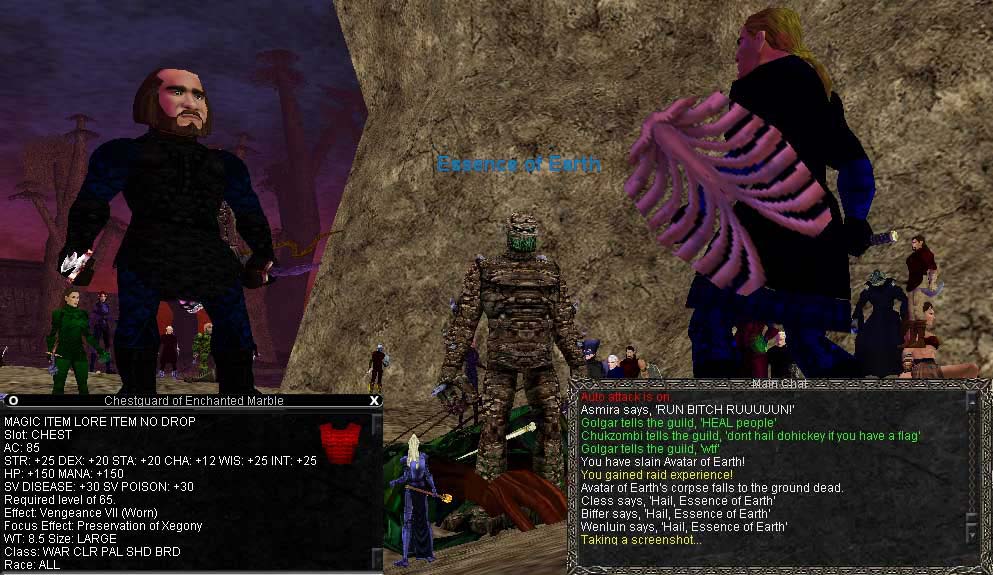 Essence of Earth
Chestguard of Enchanted Marble
X
MAGIC ITEM LORE ITEM NO DROP
Slot: CHEST
AC: 85
STR: +25 DEX: +20 STA: +20 CHA: +12 WIS: +25 INT: +25
HP: +150 MANA: +150
SV DISEASE: +30 SV POISON: +30
Required level of 65.
Effect: Vengeance VII (Worn)
Focus Effect: Preservation of Xegony
WT: 8.5 Size: LARGE
Class: WAR CLR PAL SHD BRD
Race: ALL
Main Chat
Auto attack is on.
Asmira says, 'RUN BITCH RUUUUUN!'
Golgar tells the guild, 'HEAL people'
Chukzombi tells the guild, 'dont hail dohickey if you have a flag'
Golgar tells the guild, 'wtf'
You have slain Avatar of Earth!
You gained raid experience!
Avatar of Earth's corpse falls to the ground dead.
Cless says, 'Hail, Essence of Earth'
Biffer says, 'Hail, Essence of Earth'
Wenluin says, 'Hail, Essence of Earth'
Taking a screenshot...